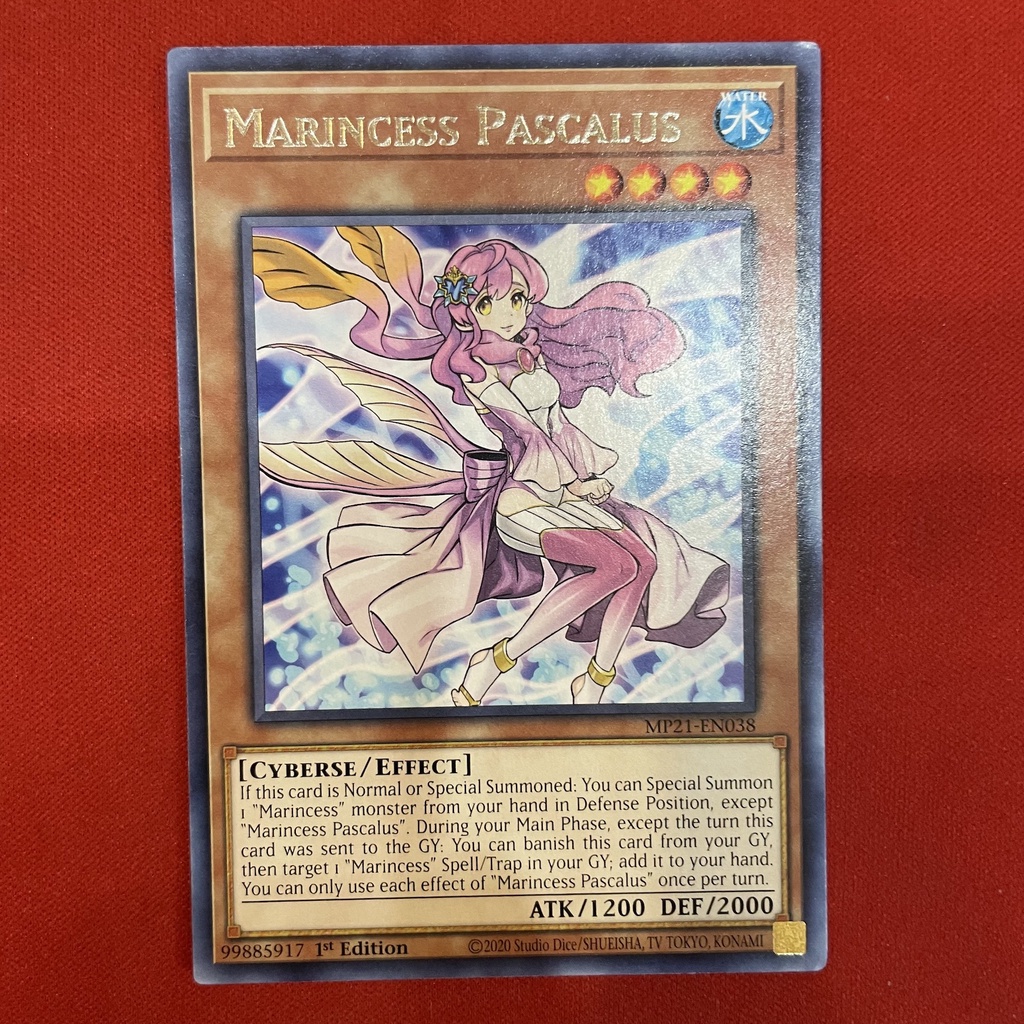 MARINCESS PASCALUS
WATER
水
MP21-EN038
[CYBERSE/EFFECT]
If this card is Normal or Special Summoned: You can Special Summon
1 "Marincess" monster from your hand in Defense Position, except
"Marincess Pascalus". During your Main Phase, except the turn this
card was sent to the GY: You can banish this card from your GY,
then target 1 "Marincess" Spell/Trap in your GY; add it to your hand.
You can only use each effect of "Marincess Pascalus" once per turn.
ATK/1200 DEF/2000
99885917 1st Edition ©2020 Studio Dice/SHUEISHA, TV TOKYO, KONAMI